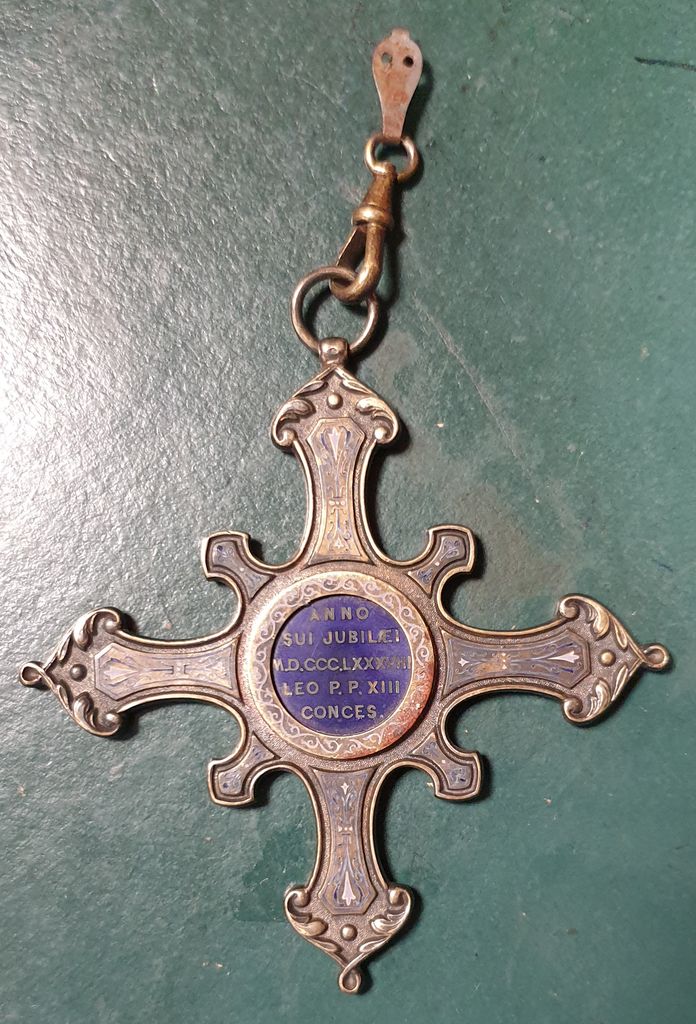 ANNO
SUI JUBILÆI
M.D.CCC.LXXXVIII
LEO P. P. XIII
CONCES.